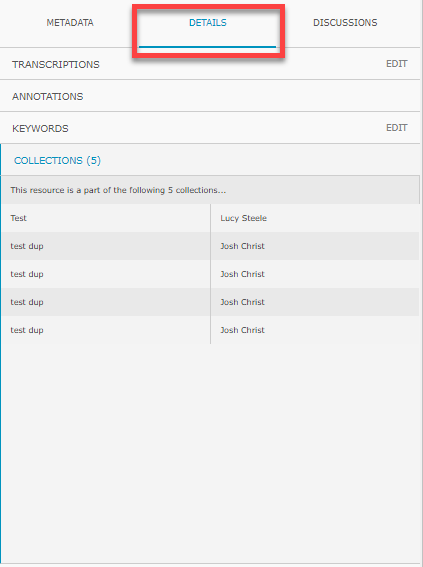 METADATA DETAILS DISCUSSIONS
TRANSCRIPTIONS EDIT
ANNOTATIONS
KEYWORDS EDIT
COLLECTIONS (5)
This resource is a part of the following 5 collections...
Test Lucy Steele
test dup Josh Christ
test dup Josh Christ
test dup Josh Christ
test dup Josh Christ